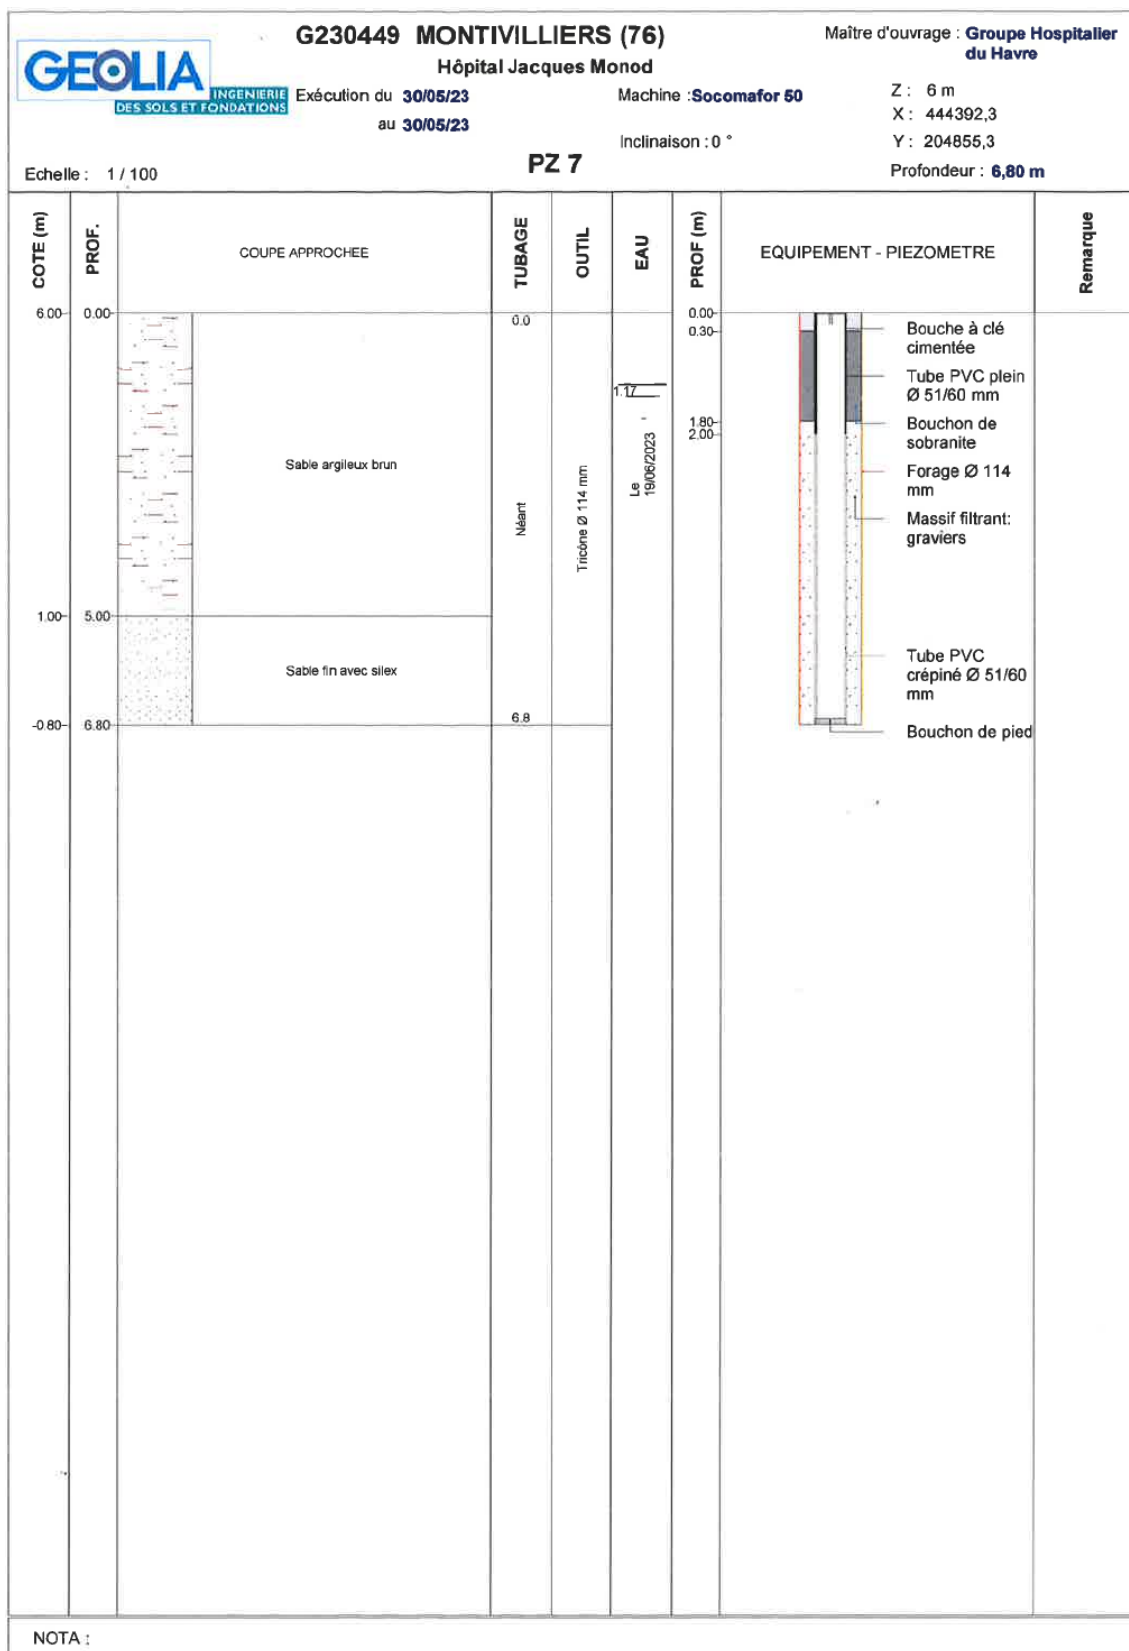 GEOLIA
INGENIERIE
DES SOLS ET FONDATIONS
G230449 MONTIVILLIERS (76)
Hôpital Jacques Monod
Exécution du 30/05/23
au 30/05/23
Machine :Socomafor 50
Inclinaison : 0 °
Maître d'ouvrage : Groupe Hospitalier
du Havre
Z : 6 m
X : 444392,3
Y : 204855,3
Profondeur : 6,80 m
Echelle : 1 / 100
PZ 7
COTE (m)
PROF.
COUPE APPROCHEE
TUBAGE
OUTIL
EAU
PROF (m)
EQUIPEMENT - PIEZOMETRE
Remarque
6.00
0.00
0.0
0.00
0.30
Bouche à clé
cimentée
Tube PVC plein
Ø 51/60 mm
1.17
1.80
2.00
Bouchon de
sobranite
Le
19/06/2023
Sable argileux brun
Néant
Tricône Ø 114 mm
Forage Ø 114
mm
Massif filtrant:
graviers
1.00
5.00
Sable fin avec silex
Tube PVC
crépiné Ø 51/60
mm
-0.80
6.80
6.8
Bouchon de pied
NOTA :